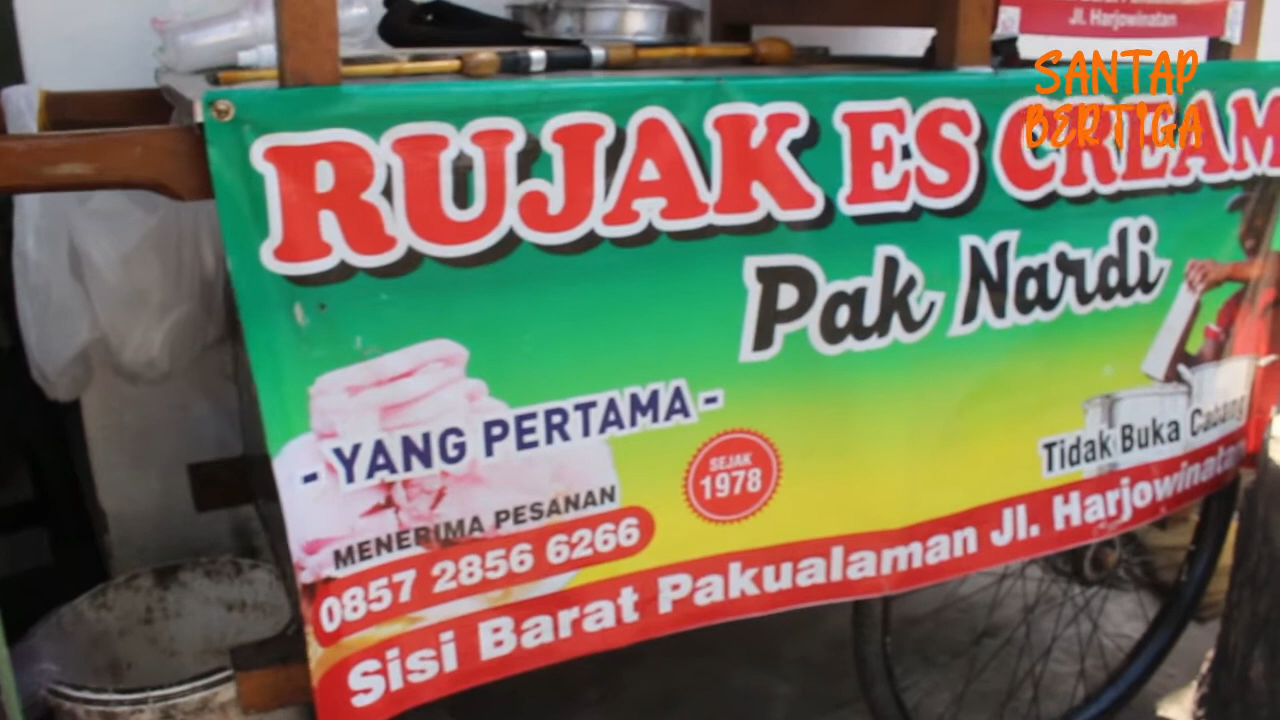 Jl. Harjowinatan
SANTAP
BERTIGA
RUJAK ES CREAM
Pak Nardi
- YANG PERTAMA -
SEJAK
1978
Tidak Buka Cabang
MENERIMA PESANAN
0857 2856 6266
Sisi Barat Pakualaman Jl. Harjowinatan